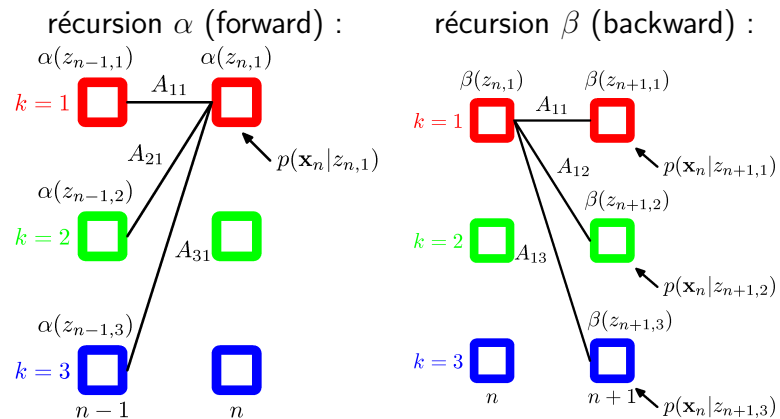 récursion α (forward) :
α(z_{n-1,1})
α(z_{n,1})
k = 1
A_{11}
p(x_n|z_{n,1})
A_{21}
α(z_{n-1,2})
k = 2
A_{31}
α(z_{n-1,3})
k = 3
n − 1
n
récursion β (backward) :
β(z_{n,1})
β(z_{n+1,1})
k = 1
A_{11}
p(x_n|z_{n+1,1})
A_{12}
β(z_{n+1,2})
k = 2
A_{13}
p(x_n|z_{n+1,2})
β(z_{n+1,3})
k = 3
n
n + 1
p(x_n|z_{n+1,3})